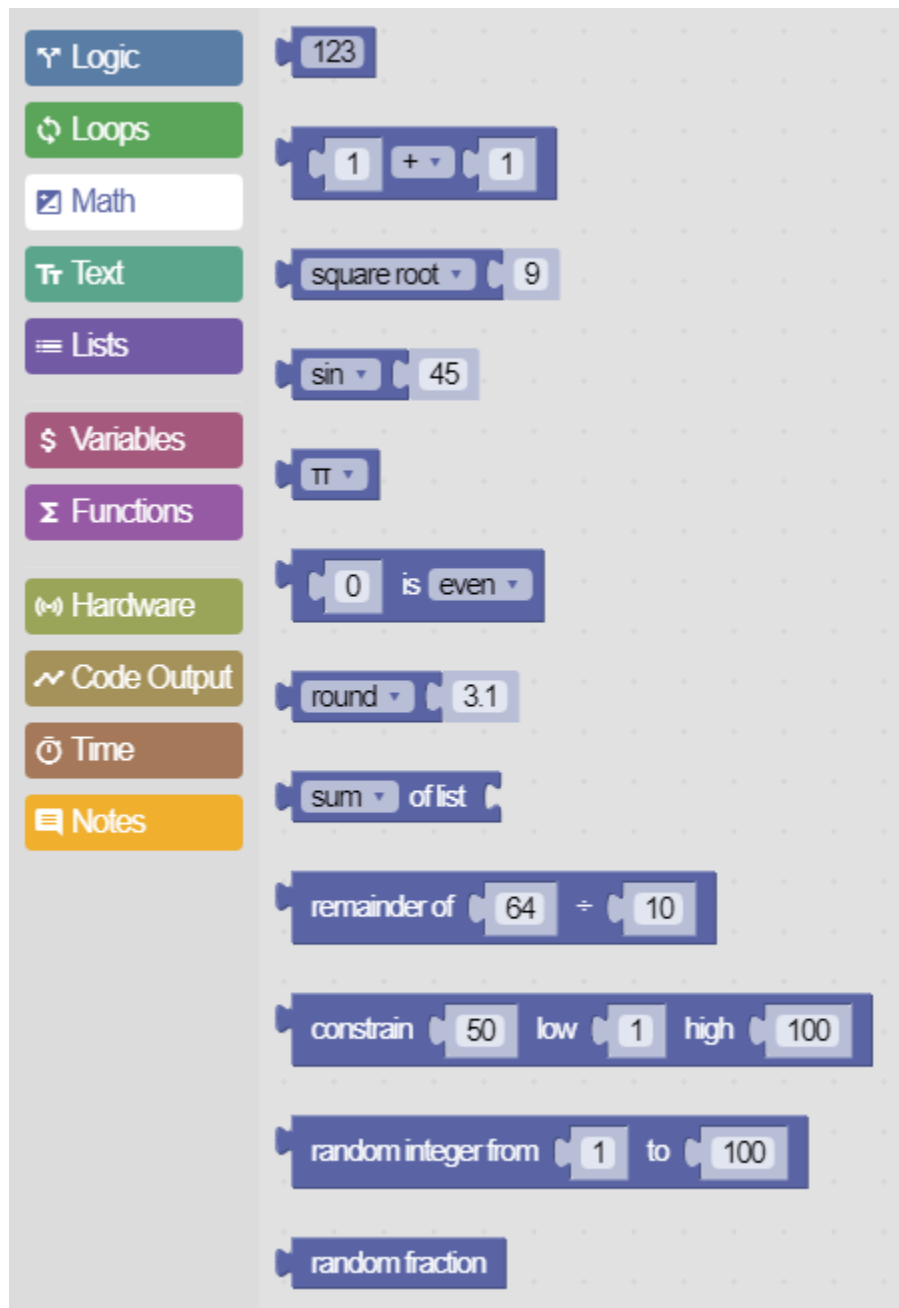 Logic
Loops
Math
Text
Lists
$ Variables
Σ Functions
Hardware
Code Output
Time
Notes
123
1 + 1
square root 9
sin 45
π
0 is even
round 3.1
sum of list
remainder of 64 ÷ 10
constrain 50 low 1 high 100
random integer from 1 to 100
random fraction